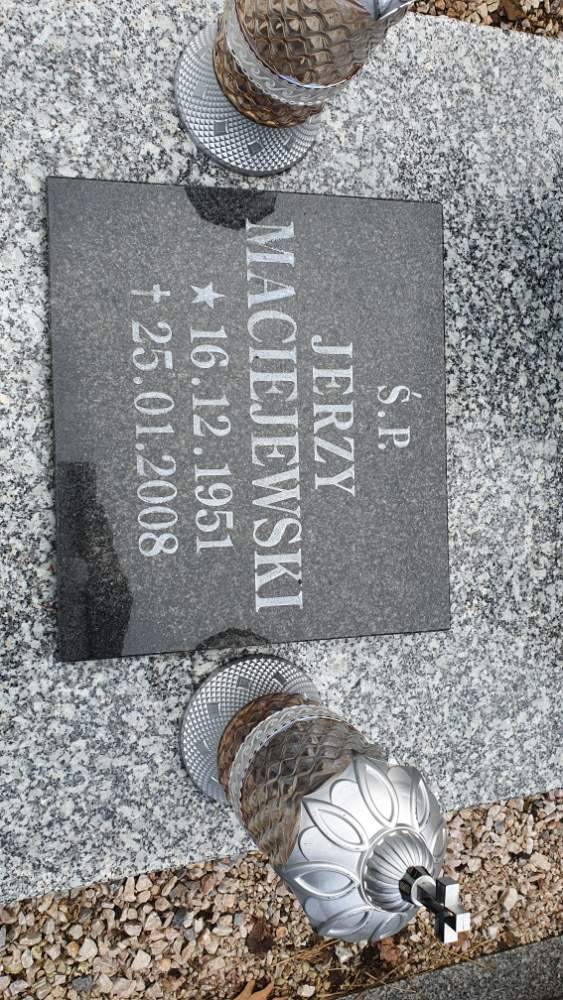 Ś.P.
JERZY
MACIEJEWSKI
★ 16.12.1951
† 25.01.2008